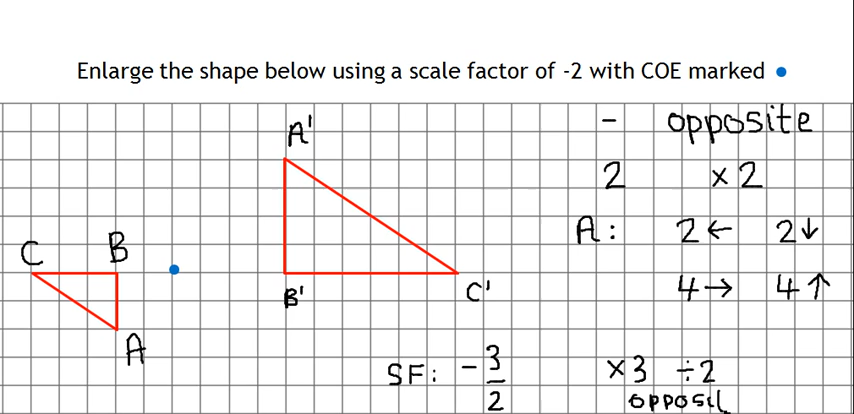 Enlarge the shape below using a scale factor of -2 with COE marked
- opposite
A'
2 ×2
A: 2← 2↓
C B
4→ 4↑
B' C'
A
SF: -3/2 ×3 ÷2
opposi